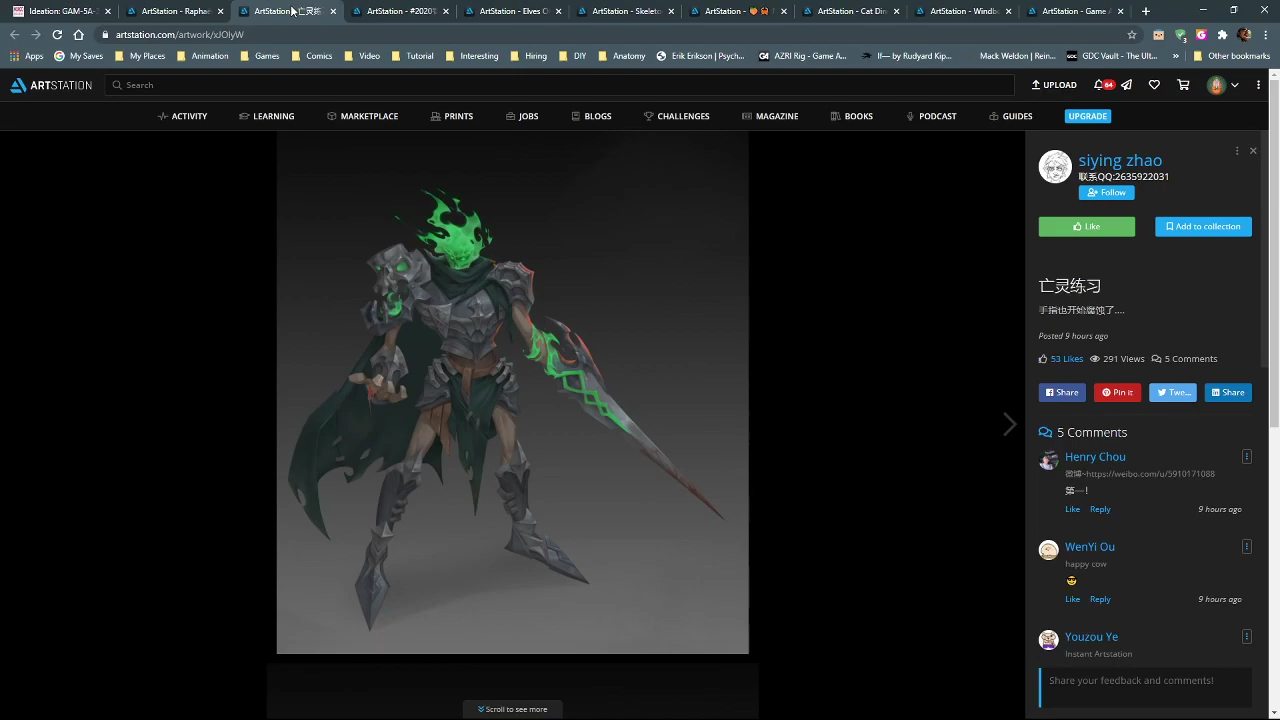 Ideation: GAM-5A
ArtStation - Raphae
ArtStation - 亡灵练
ArtStation - #2020T
ArtStation - Elves
ArtStation - Skelet
ArtStation -
ArtStation - Cat Di
ArtStation - Windb
ArtStation - Game
artstation.com/artwork/xJOlyW
Apps
My Saves
My Places
Animation
Games
Comics
Video
Tutorial
Interesting
Hiring
DIY
Anatomy
Erik Erikson | Psych...
AZRI Rig - Game A...
If— by Rudyard Kip...
Mack Weldon | Rein...
GDC Vault - The Ult...
Other bookmarks
ARTSTATION
Search
UPLOAD
64
ACTIVITY
LEARNING
MARKETPLACE
PRINTS
JOBS
BLOGS
CHALLENGES
MAGAZINE
BOOKS
PODCAST
GUIDES
UPGRADE
siying zhao
联系QQ:2635922031
Follow
Like
Add to collection
亡灵练习
手指也开始腐蚀了....
Posted 9 hours ago
53 Likes
291 Views
5 Comments
Share
Pin it
Twe...
Share
5 Comments
Henry Chou
微博~https://weibo.com/u/5910171088
第一！
Like
Reply
9 hours ago
WenYi Ou
happy cow
😎
Like
Reply
9 hours ago
Youzou Ye
Instant Artstation
Share your feedback and comments!
Scroll to see more